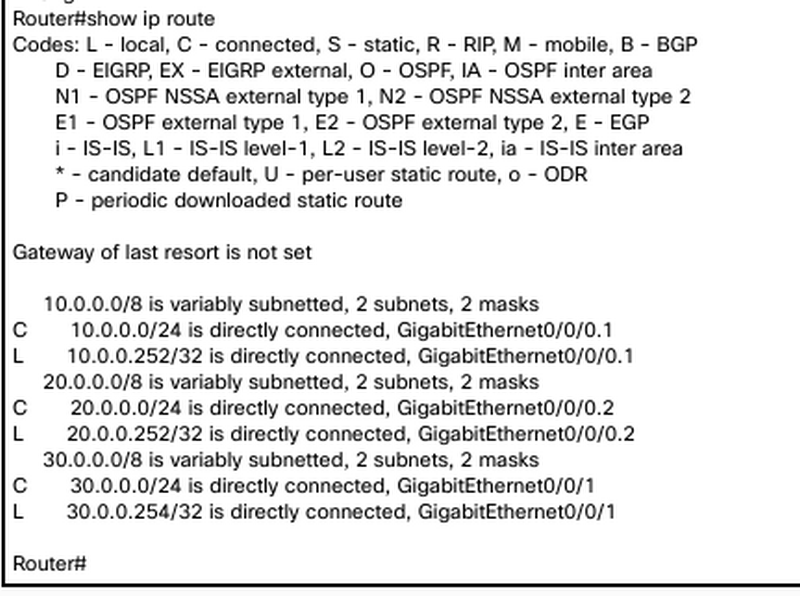 Router#show ip route
Codes: L - local, C - connected, S - static, R - RIP, M - mobile, B - BGP
D - EIGRP, EX - EIGRP external, O - OSPF, IA - OSPF inter area
N1 - OSPF NSSA external type 1, N2 - OSPF NSSA external type 2
E1 - OSPF external type 1, E2 - OSPF external type 2, E - EGP
i - IS-IS, L1 - IS-IS level-1, L2 - IS-IS level-2, ia - IS-IS inter area
* - candidate default, U - per-user static route, o - ODR
P - periodic downloaded static route
Gateway of last resort is not set
10.0.0.0/8 is variably subnetted, 2 subnets, 2 masks
C 10.0.0.0/24 is directly connected, GigabitEthernet0/0/0.1
L 10.0.0.252/32 is directly connected, GigabitEthernet0/0/0.1
20.0.0.0/8 is variably subnetted, 2 subnets, 2 masks
C 20.0.0.0/24 is directly connected, GigabitEthernet0/0/0.2
L 20.0.0.252/32 is directly connected, GigabitEthernet0/0/0.2
30.0.0.0/8 is variably subnetted, 2 subnets, 2 masks
C 30.0.0.0/24 is directly connected, GigabitEthernet0/0/1
L 30.0.0.254/32 is directly connected, GigabitEthernet0/0/1
Router#